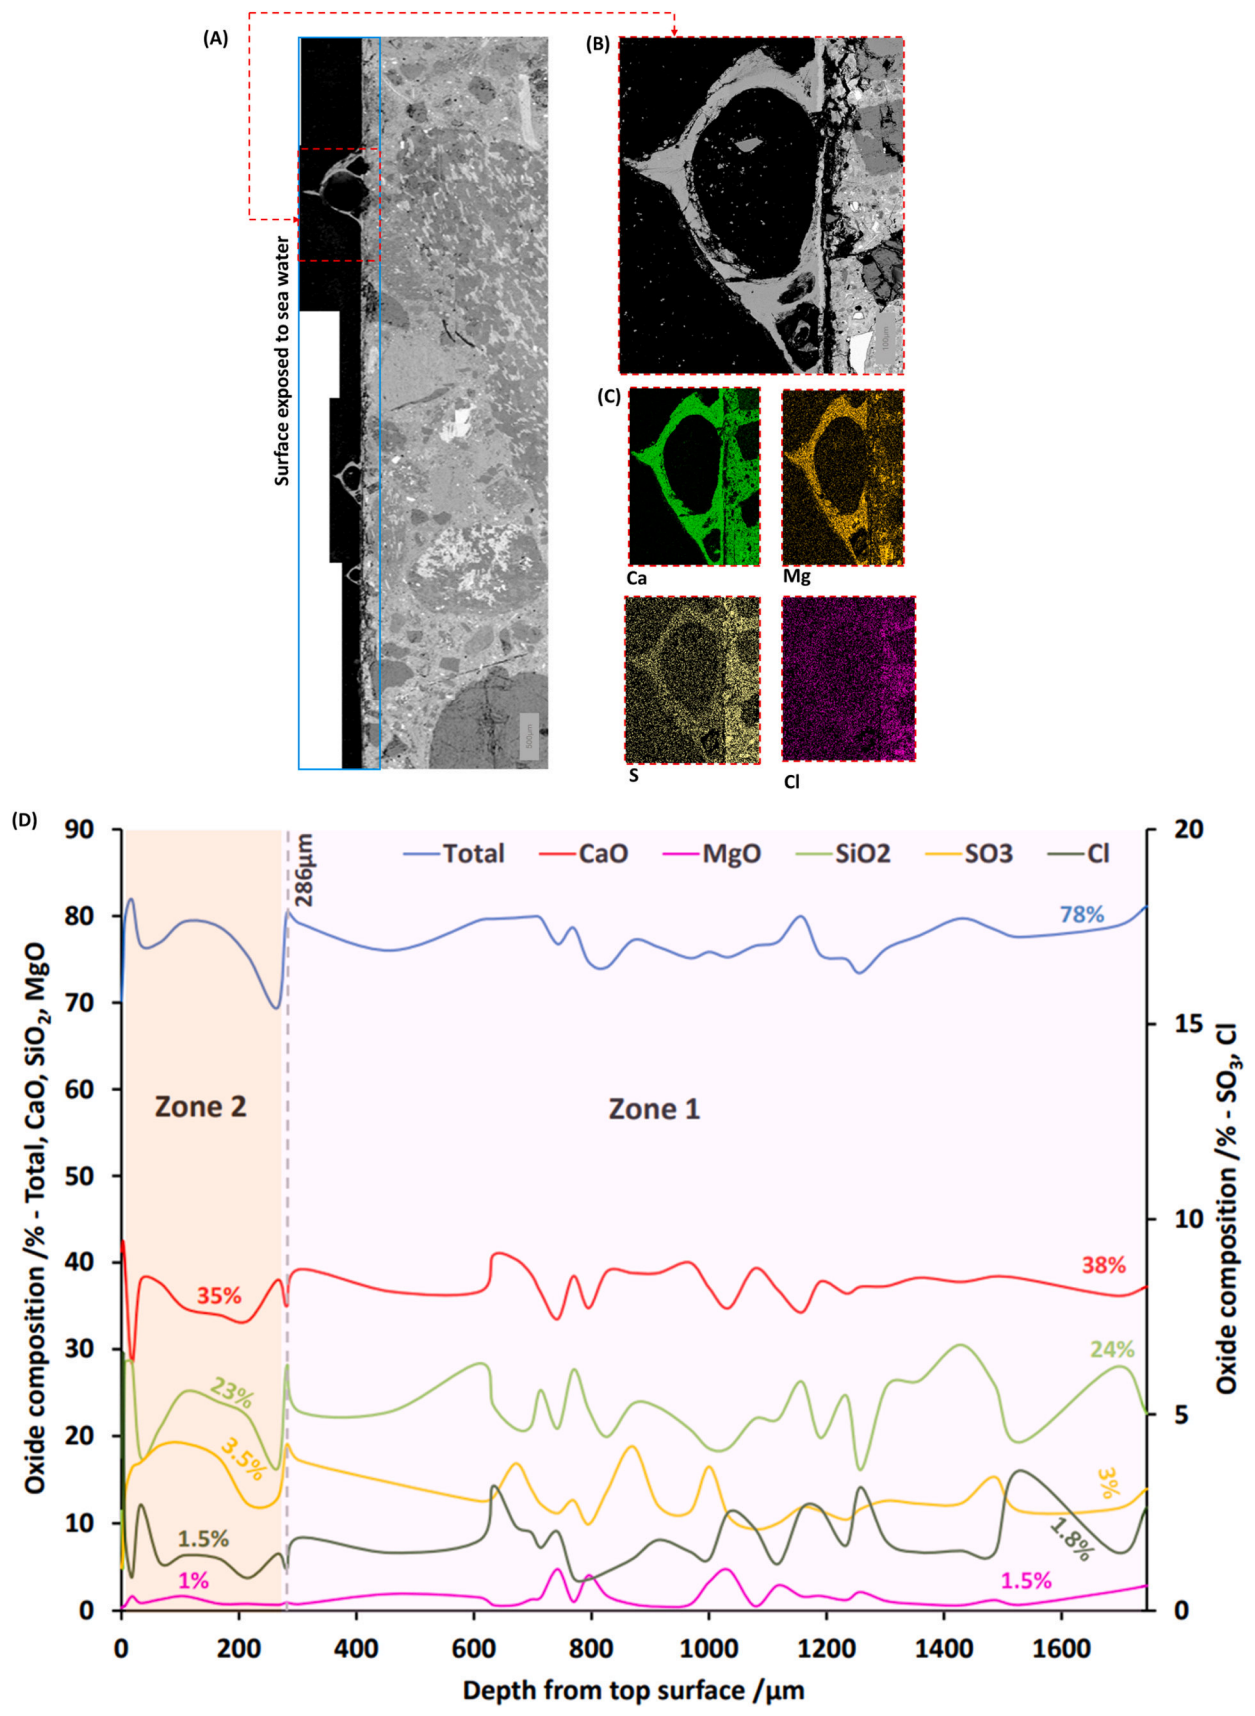 (A)
(B)
Surface exposed to sea water
500µm
100µm
(C)
Ca
Mg
S
Cl
(D)
Oxide composition /% - Total, CaO, SiO2, MgO
90
80
70
60
50
40
30
20
10
0
Total
CaO
MgO
SiO2
SO3
Cl
286µm
78%
Zone 2
Zone 1
35%
38%
23%
24%
3.5%
3%
1.5%
1.8%
1%
1.5%
20
15
10
5
0
Oxide composition /% - SO3, Cl
0
200
400
600
800
1000
1200
1400
1600
Depth from top surface /µm